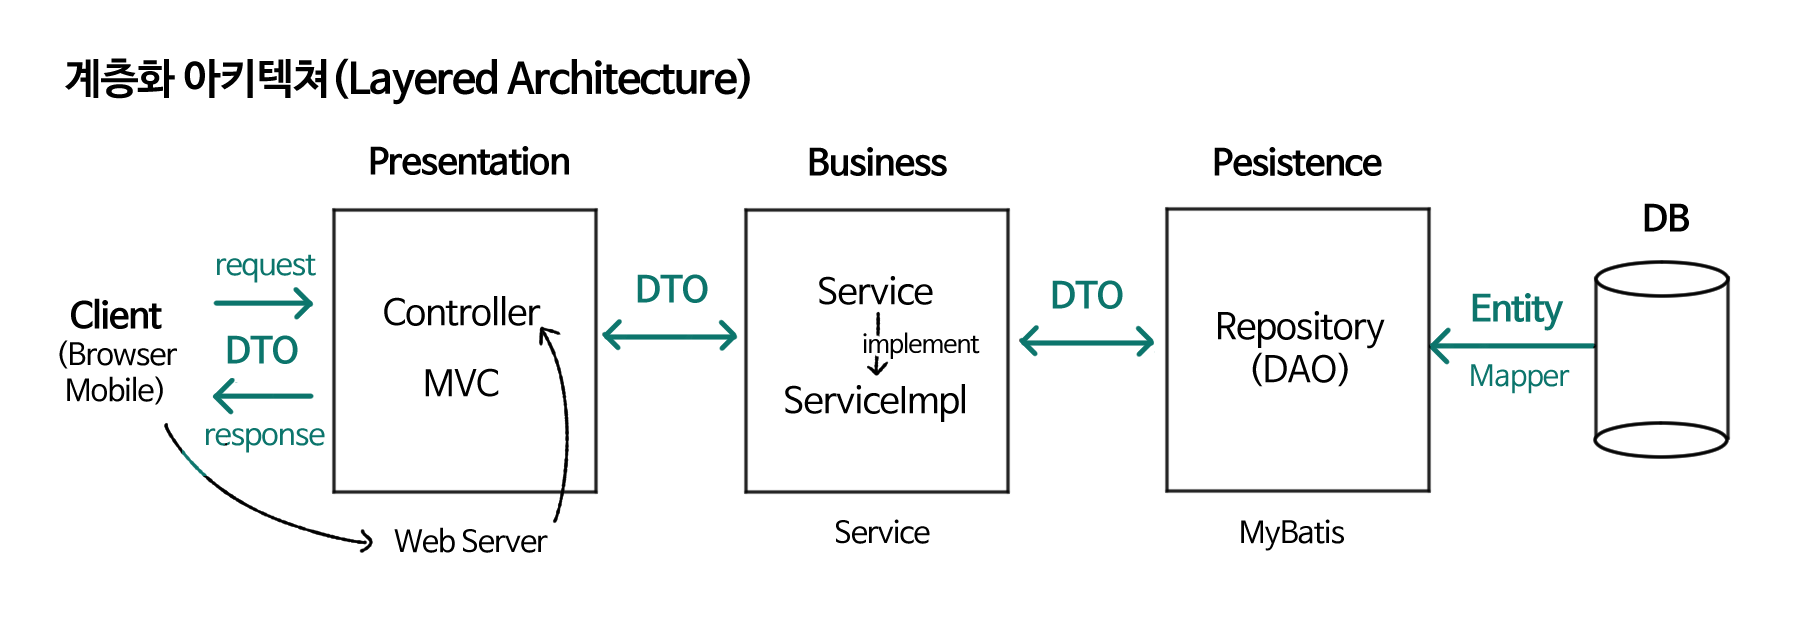 계층화 아키텍쳐(Layered Architecture)
Presentation
Business
Pesistence
DB
Client
(Browser
Mobile)
request
DTO
response
Controller
MVC
DTO
Service
implement
ServiceImpl
DTO
Repository
(DAO)
Entity
Mapper
Web Server
Service
MyBatis